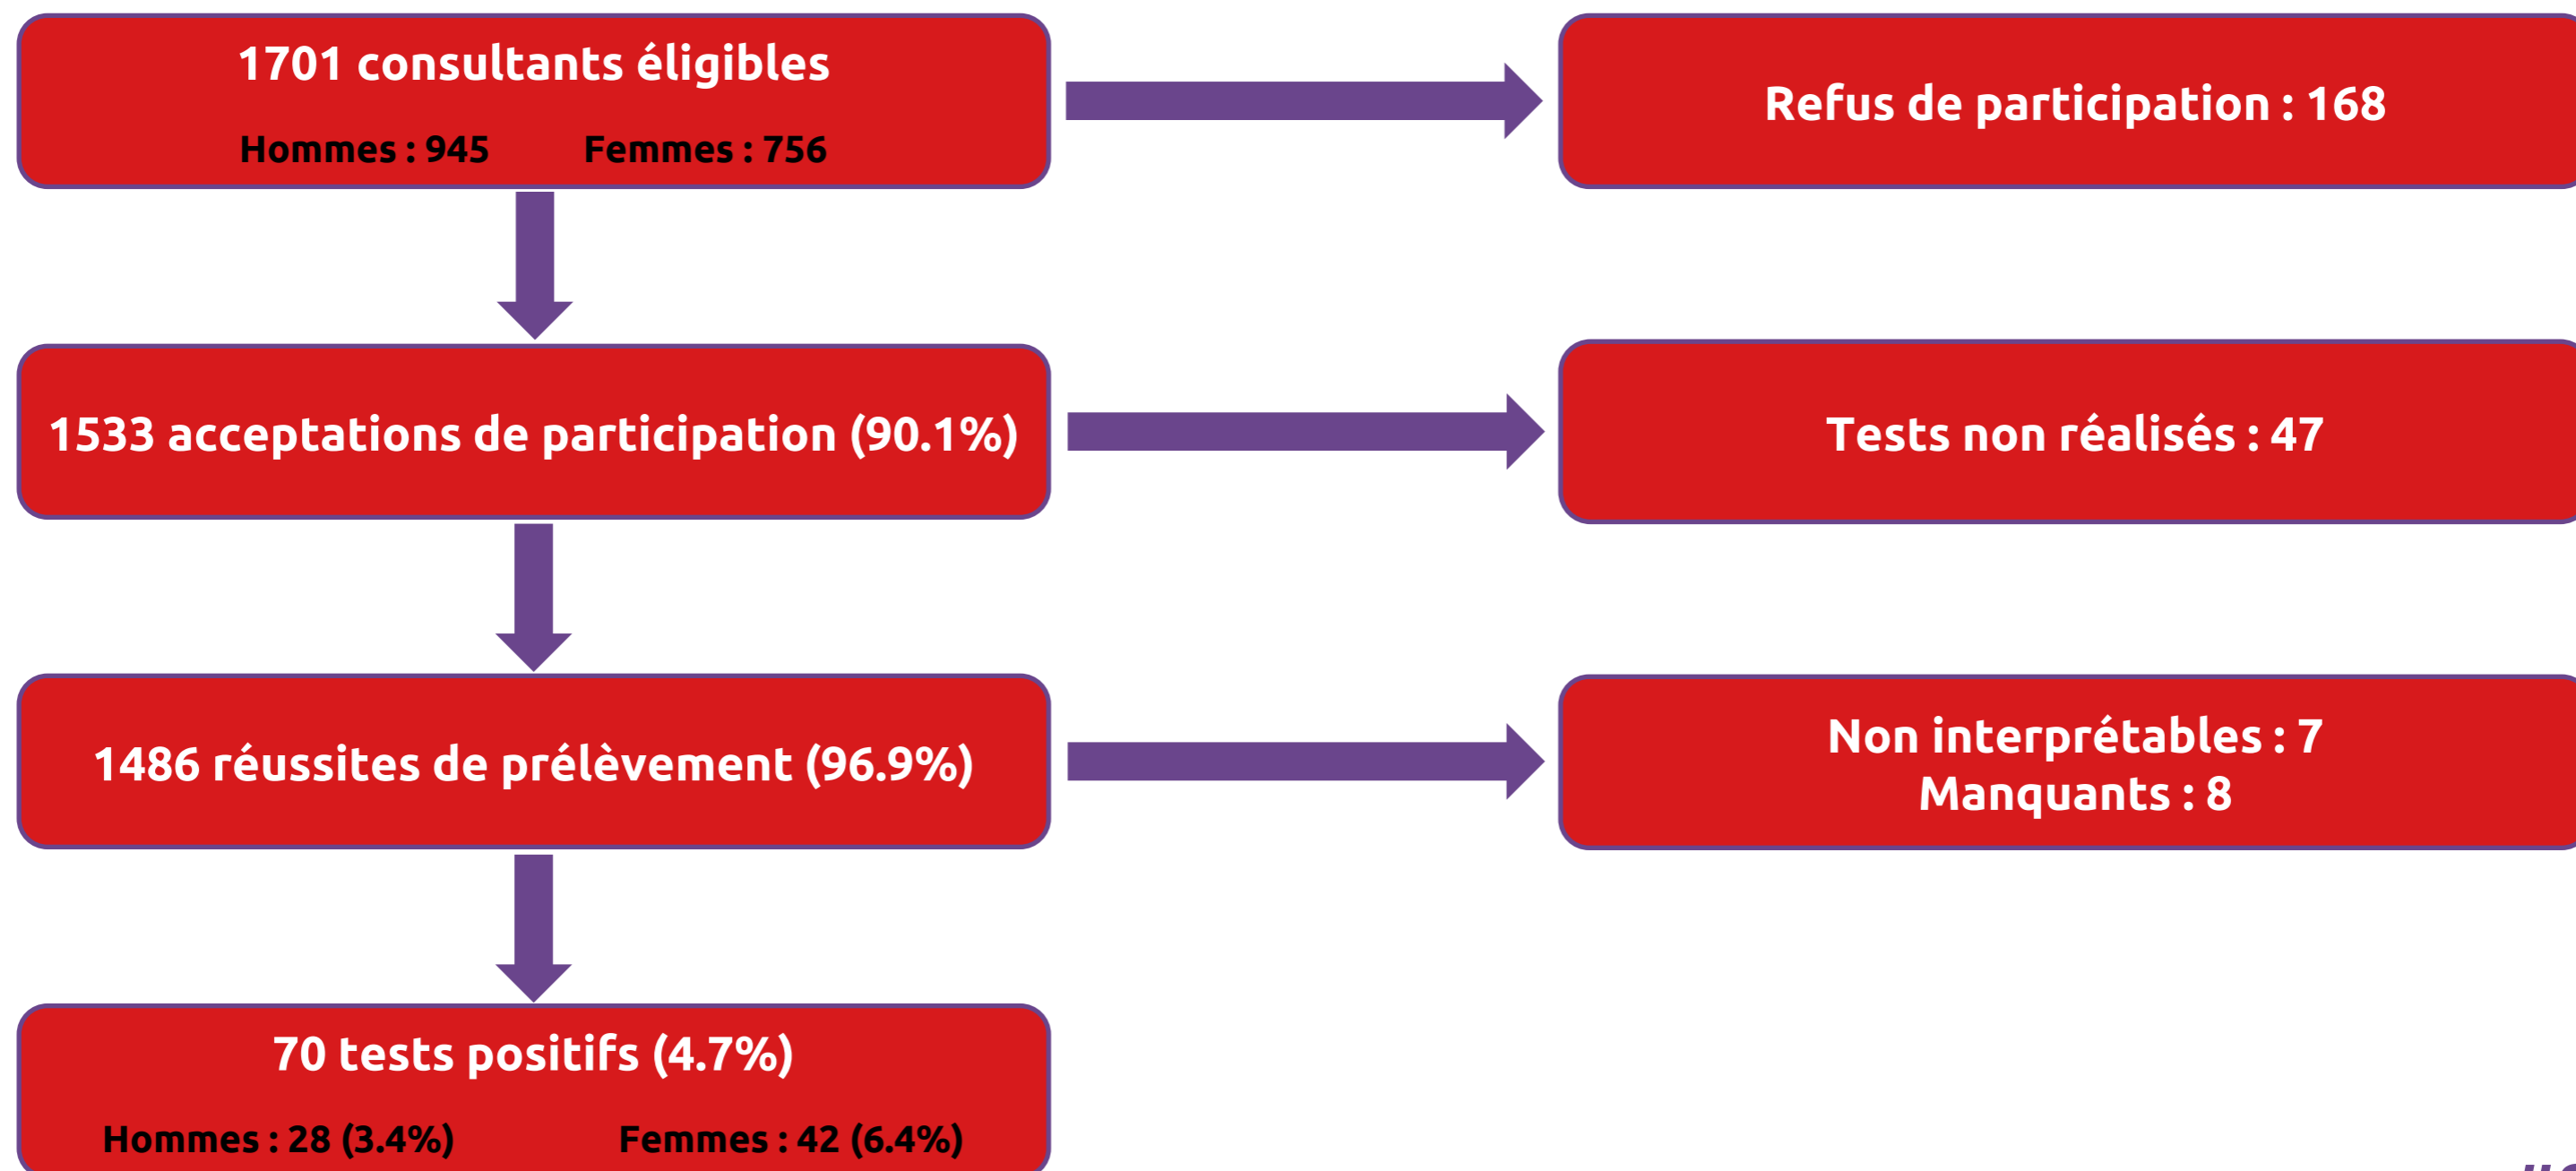 1701 consultants éligibles
Hommes : 945 Femmes : 756
Refus de participation : 168
1533 acceptations de participation (90.1%)
Tests non réalisés : 47
1486 réussites de prélèvement (96.9%)
Non interprétables : 7
Manquants : 8
70 tests positifs (4.7%)
Hommes : 28 (3.4%) Femmes : 42 (6.4%)